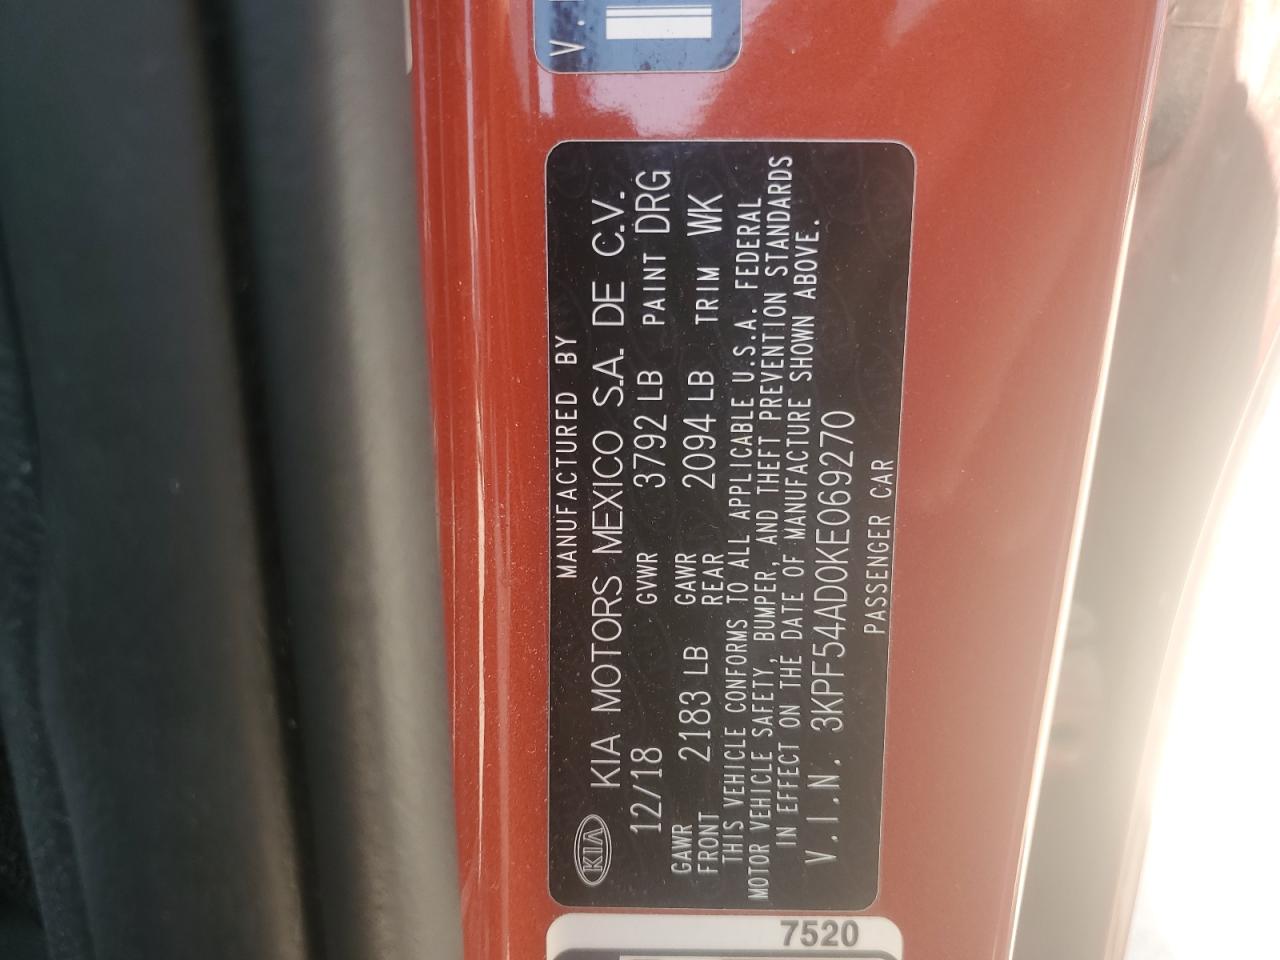 V.
MANUFACTURED BY
KIA KIA MOTORS MEXICO S.A. DE C.V.
12/18 GVWR 3792 LB PAINT DRG
GAWR FRONT 2183 LB GAWR REAR 2094 LB TRIM WK
THIS VEHICLE CONFORMS TO ALL APPLICABLE U.S.A. FEDERAL
MOTOR VEHICLE SAFETY, BUMPER, AND THEFT PREVENTION STANDARDS
IN EFFECT ON THE DATE OF MANUFACTURE SHOWN ABOVE.
V.I.N. 3KPF54AD0KE069270
PASSENGER CAR
7520